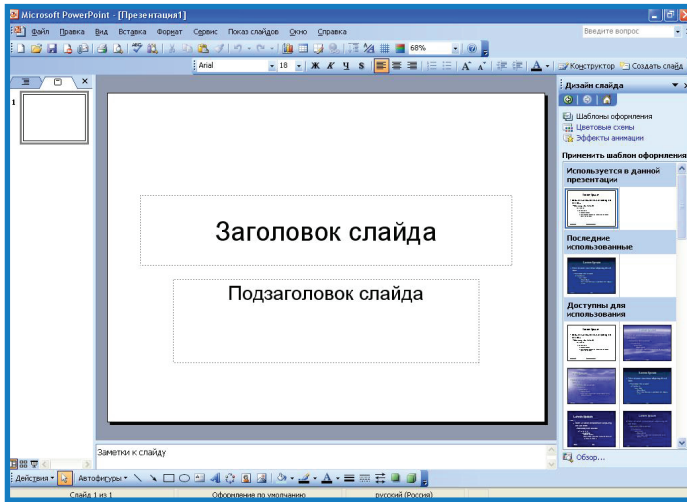 Microsoft PowerPoint - [Презентация1]
Файл Правка Вид Вставка Формат Сервис Показ слайдов Окно Справка
Введите вопрос
68%
Arial 18 Ж К Ч S Конструктор Создать слайд
Дизайн слайда
1
Шаблоны оформления
Цветовые схемы
Эффекты анимации
Применить шаблон оформления
Используется в данной
презентации
Последние
использованные
Доступны для
использования
Заголовок слайда
Подзаголовок слайда
Заметки к слайду
Обзор...
Действия Автофигуры
Слайд 1 из 1 Оформление по умолчанию русский (Россия)